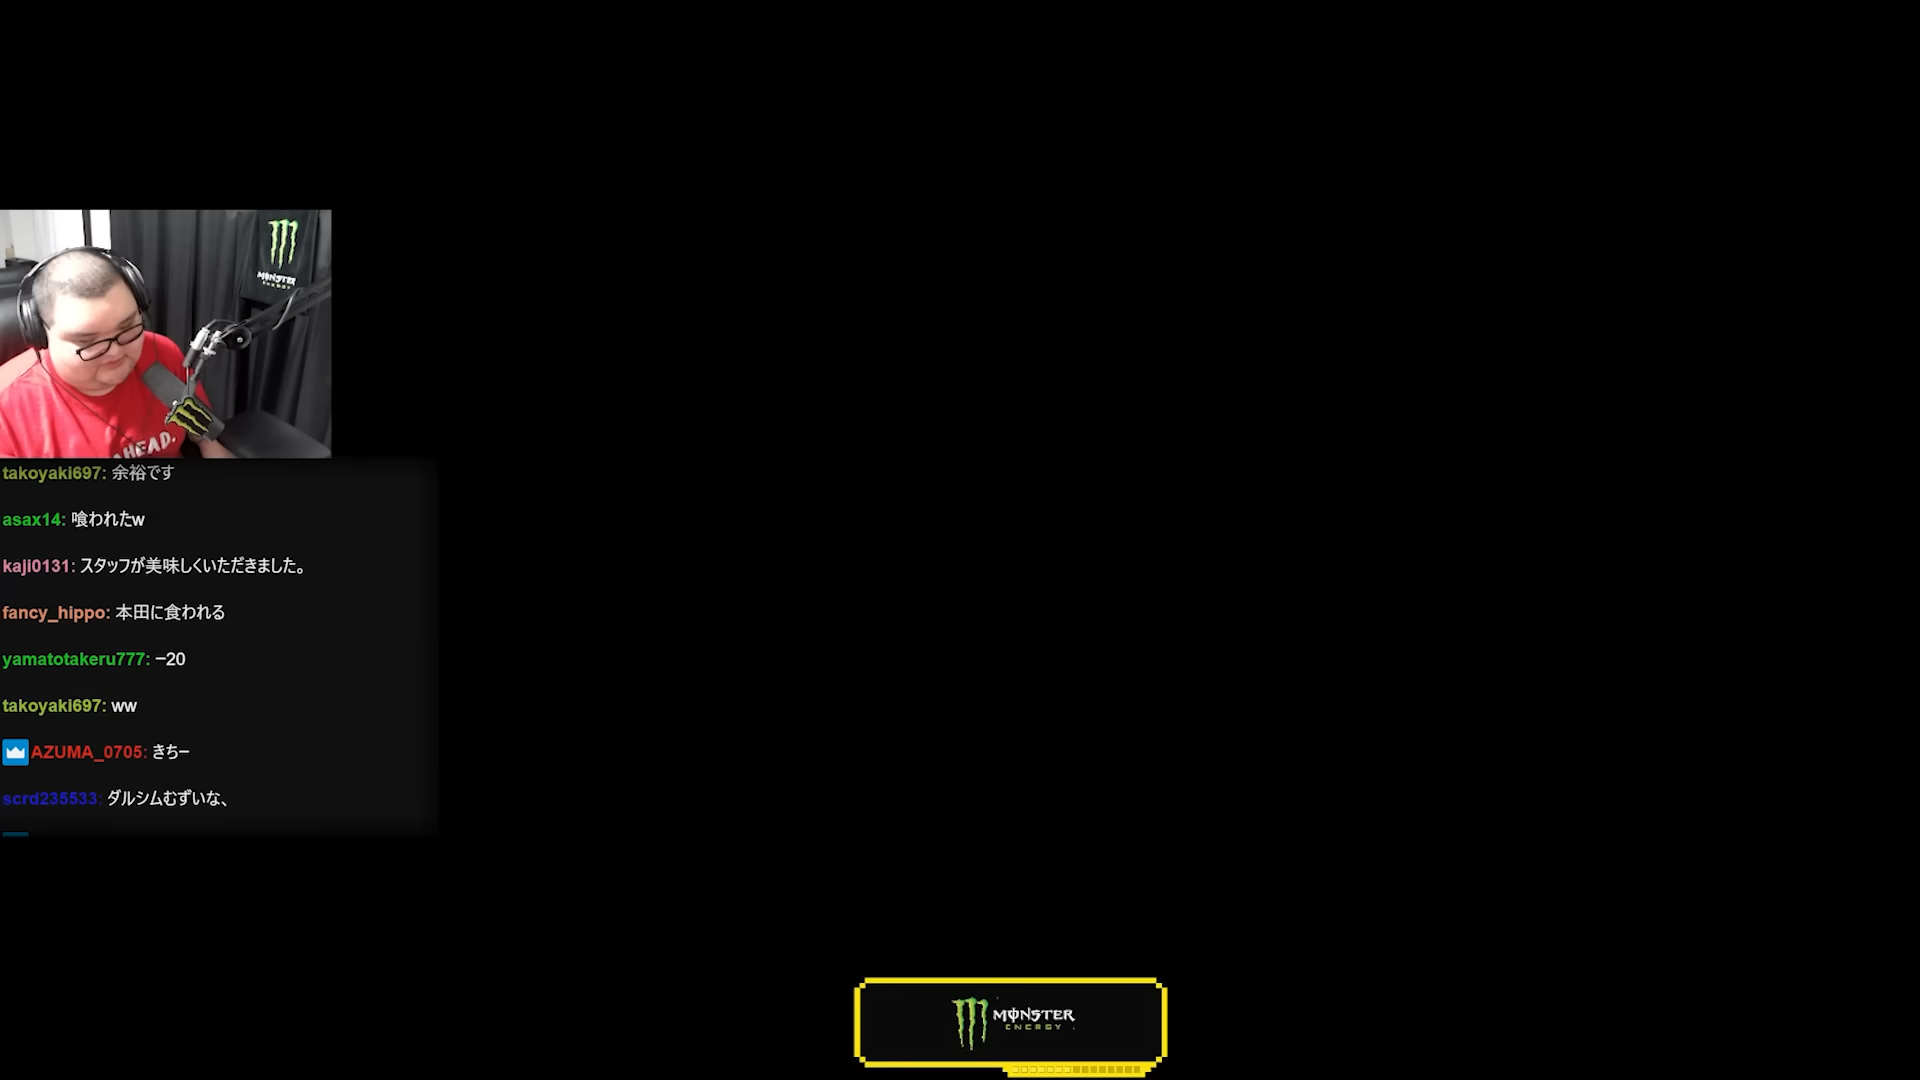 MONSTER
ENERGY
AHEAD.
takoyaki697: 余裕です
asax14: 喰われたw
kaji0131: スタッフが美味しくいただきました。
fancy_hippo: 本田に食われる
yamatotakeru777: −20
takoyaki697: ww
AZUMA_0705: きちー
scrd235533: ダルシムむずいな、
MONSTER
ENERGY